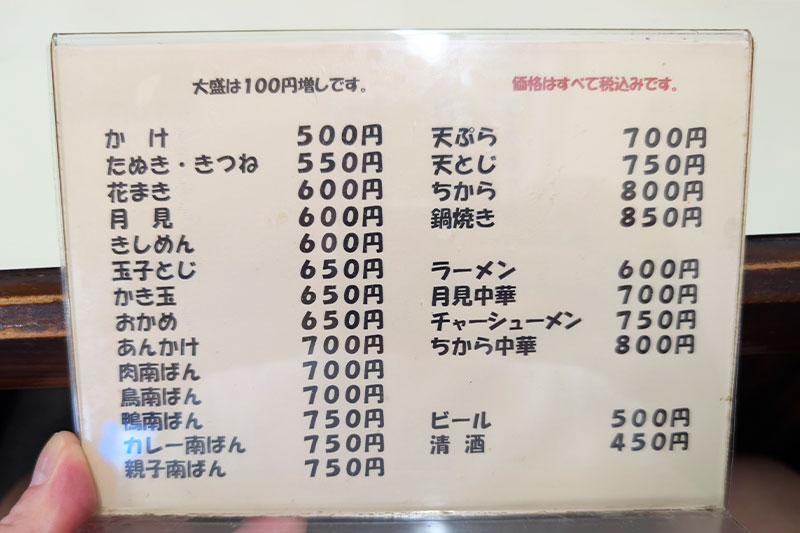 大盛は100円増しです。
価格はすべて税込みです。
かけ 500円
たぬき・きつね 550円
花まき 600円
月見 600円
きしめん 600円
玉子とじ 650円
かき玉 650円
おかめ 650円
あんかけ 700円
肉南ばん 700円
鳥南ばん 700円
鴨南ばん 750円
カレー南ばん 750円
親子南ばん 750円
天ぷら 700円
天とじ 750円
ちから 800円
鍋焼き 850円
ラーメン 600円
月見中華 700円
チャーシューメン 750円
ちから中華 800円
ビール 500円
清酒 450円